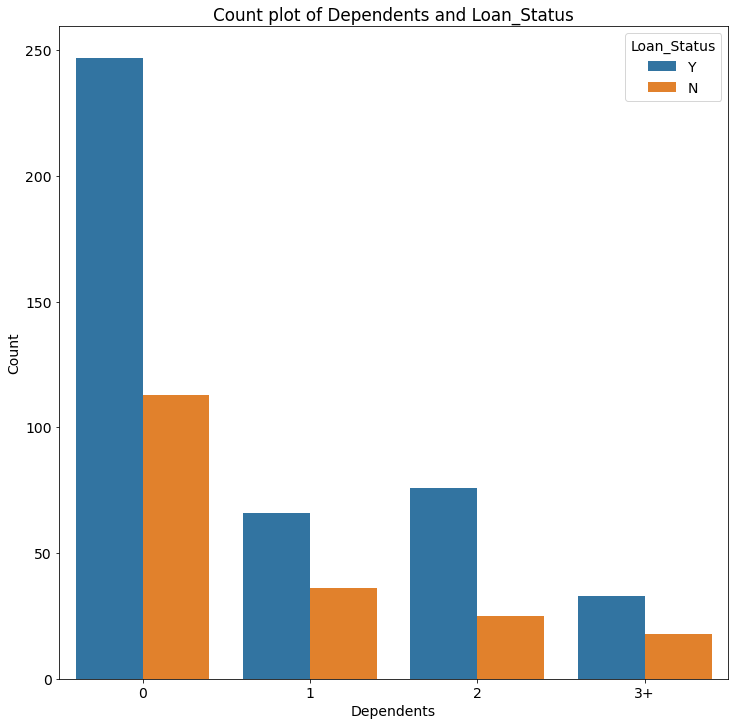 Count plot of Dependents and Loan_Status
Loan_Status
Y
N
250
200
150
100
50
0
Count
0 1 2 3+
Dependents